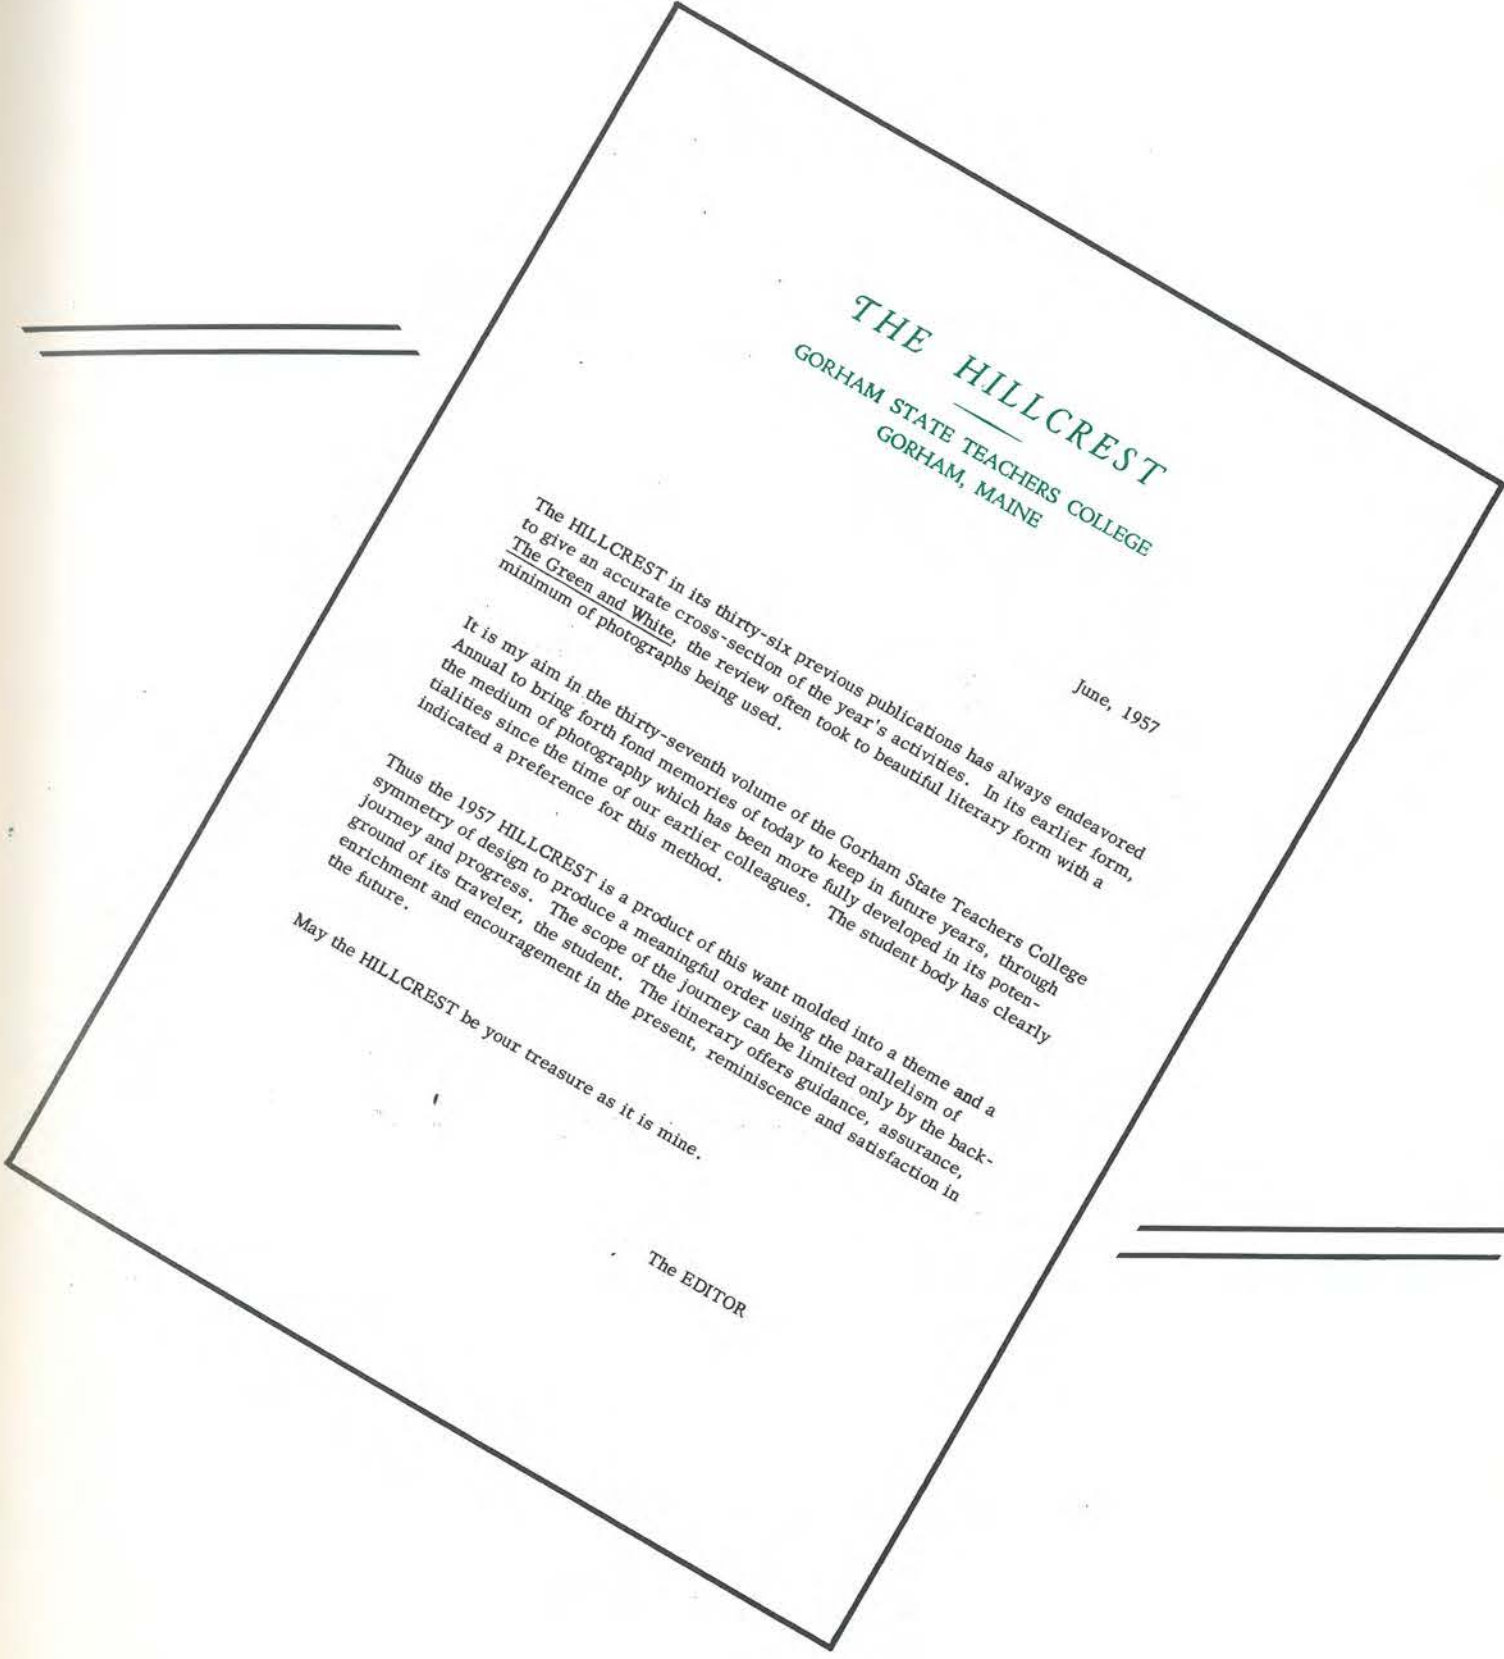 THE HILLCREST
GORHAM STATE TEACHERS COLLEGE
GORHAM, MAINE
June, 1957
The HILLCREST in its thirty-six previous publications has always endeavored
to give an accurate cross-section of the year's activities. In its earlier form,
The Green and White, the review often took to beautiful literary form with a
minimum of photographs being used.
It is my aim in the thirty-seventh volume of the Gorham State Teachers College
Annual to bring forth fond memories of today to keep in future years, through
the medium of photography which has been more fully developed in its poten-
tialities since the time of our earlier colleagues. The student body has clearly
indicated a preference for this method.
Thus the 1957 HILLCREST is a product of this want molded into a theme and a
symmetry of design to produce a meaningful order using the parallelism of
journey and progress. The scope of the journey can be limited only by the back-
ground of its traveler, the student. The itinerary offers guidance, assurance,
enrichment and encouragement in the present, reminiscence and satisfaction in
the future.
May the HILLCREST be your treasure as it is mine.
The EDITOR